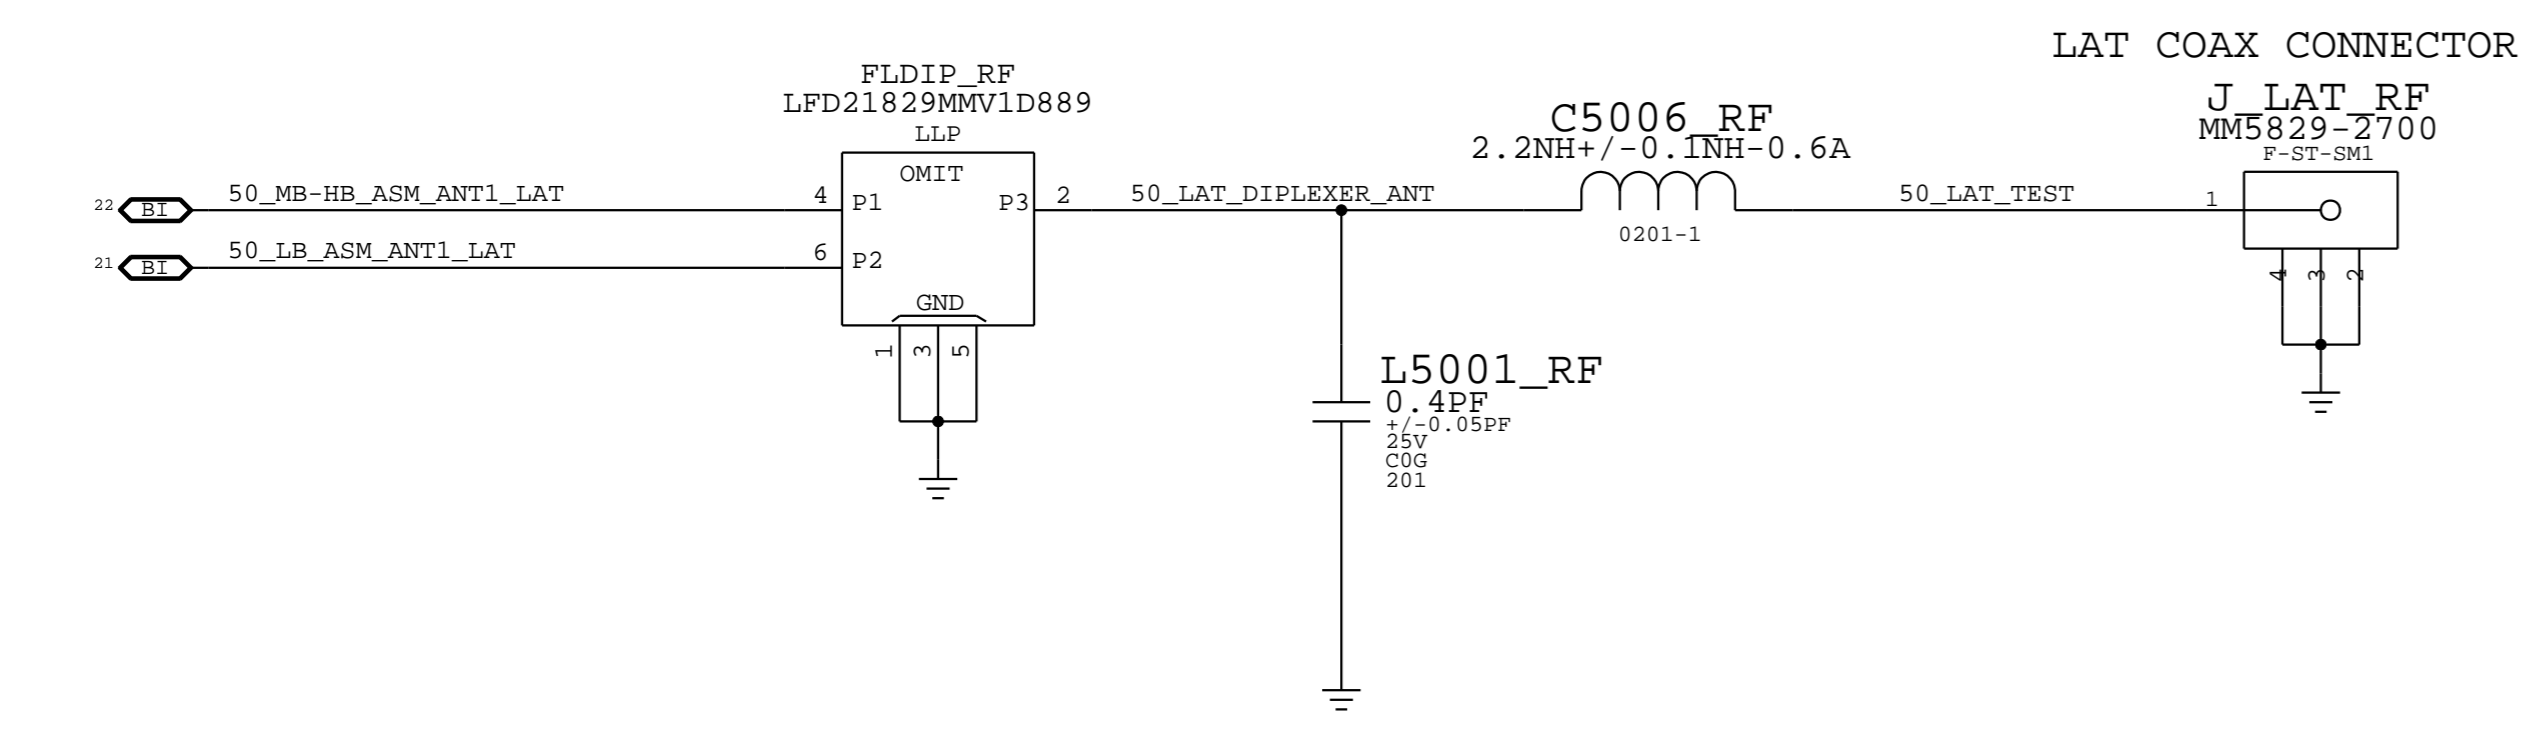 LAT COAX CONNECTOR
J_LAT_RF
MM5829-2700
F-ST-SM1
FLDIP_RF
LFD21829MMV1D889
LLP
OMIT
C5006_RF
2.2NH+/-0.1NH-0.6A
22 BI 50_MB-HB_ASM_ANT1_LAT 4 P1 P3 2 50_LAT_DIPLEXER_ANT 50_LAT_TEST 1
0201-1
21 BI 50_LB_ASM_ANT1_LAT 6 P2
4 3 2
GND
1 3 5
L5001_RF
0.4PF
+/-0.05PF
25V
C0G
201